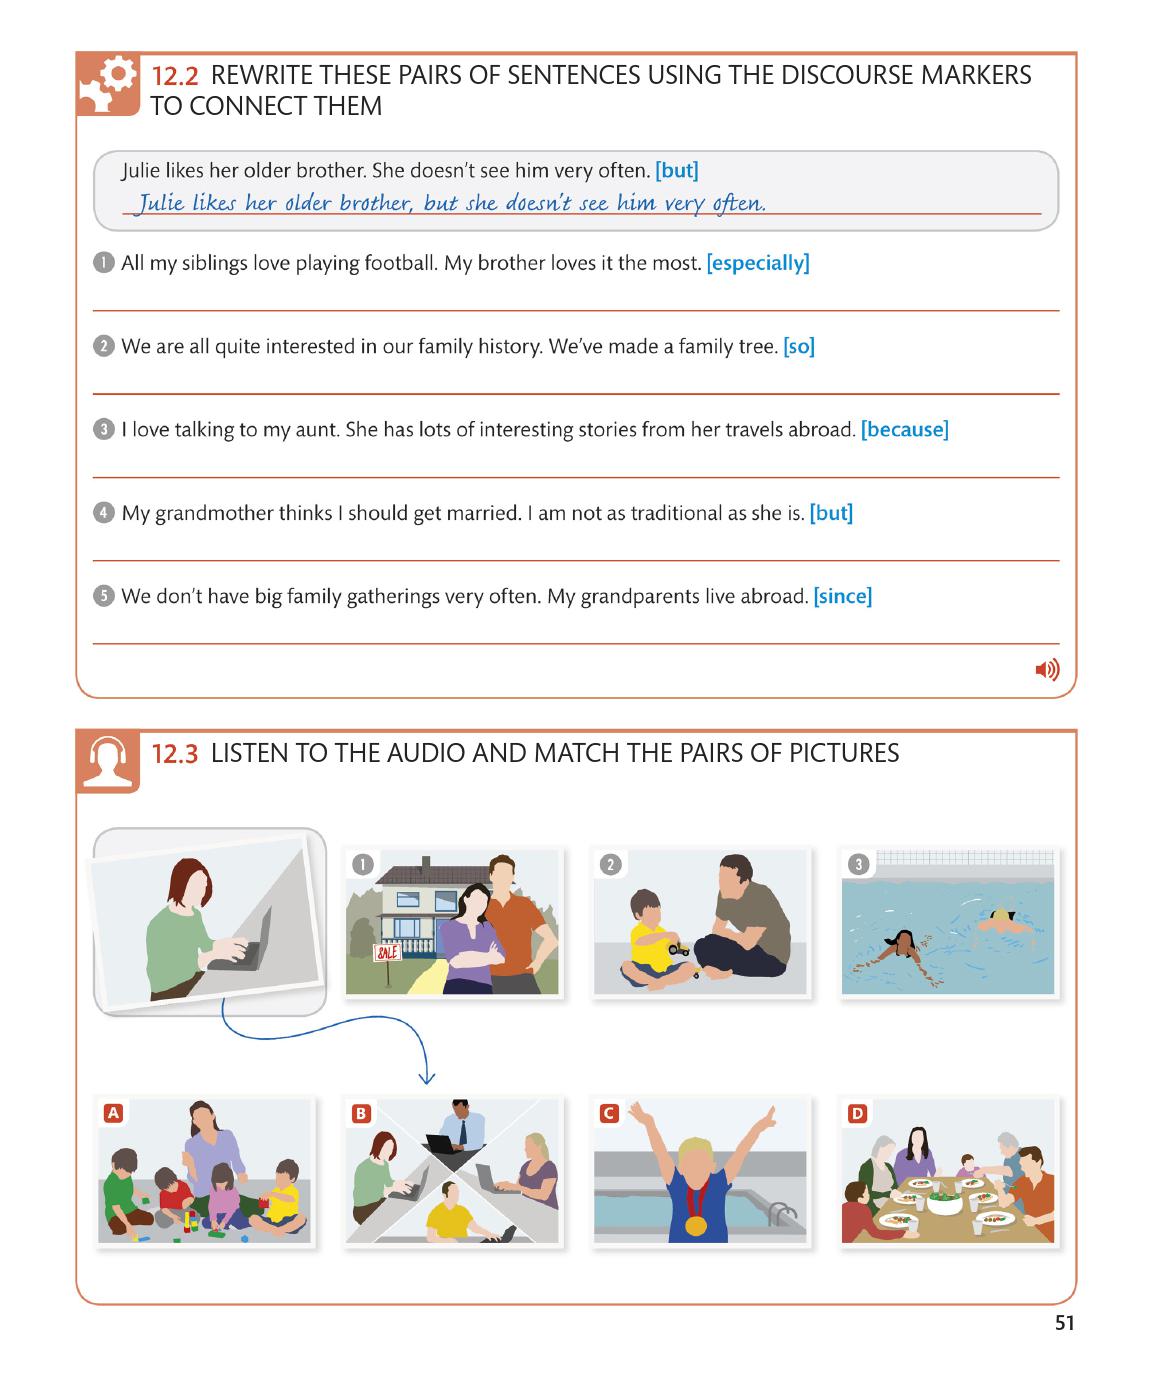 12.2 REWRITE THESE PAIRS OF SENTENCES USING THE DISCOURSE MARKERS
TO CONNECT THEM
Julie likes her older brother. She doesn't see him very often. [but]
Julie likes her older brother, but she doesn't see him very often.
1 All my siblings love playing football. My brother loves it the most. [especially]
2 We are all quite interested in our family history. We've made a family tree. [so]
3 I love talking to my aunt. She has lots of interesting stories from her travels abroad. [because]
4 My grandmother thinks I should get married. I am not as traditional as she is. [but]
5 We don't have big family gatherings very often. My grandparents live abroad. [since]
12.3 LISTEN TO THE AUDIO AND MATCH THE PAIRS OF PICTURES
1
2
3
SALE
A
B
C
D
51